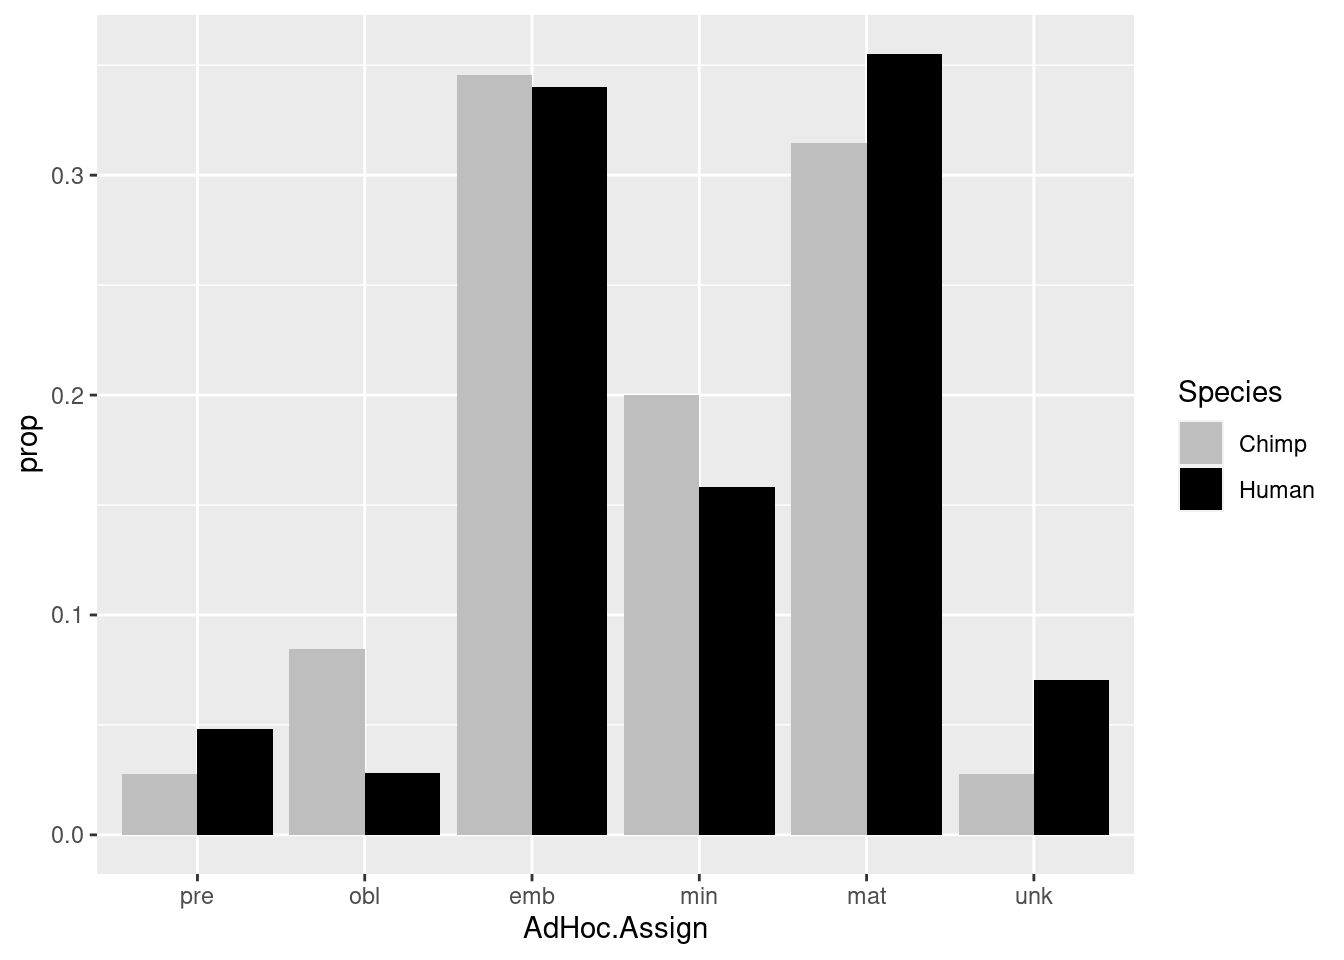 prop
0.3
0.2
0.1
0.0
pre obl emb min mat unk
AdHoc.Assign
Species
Chimp
Human